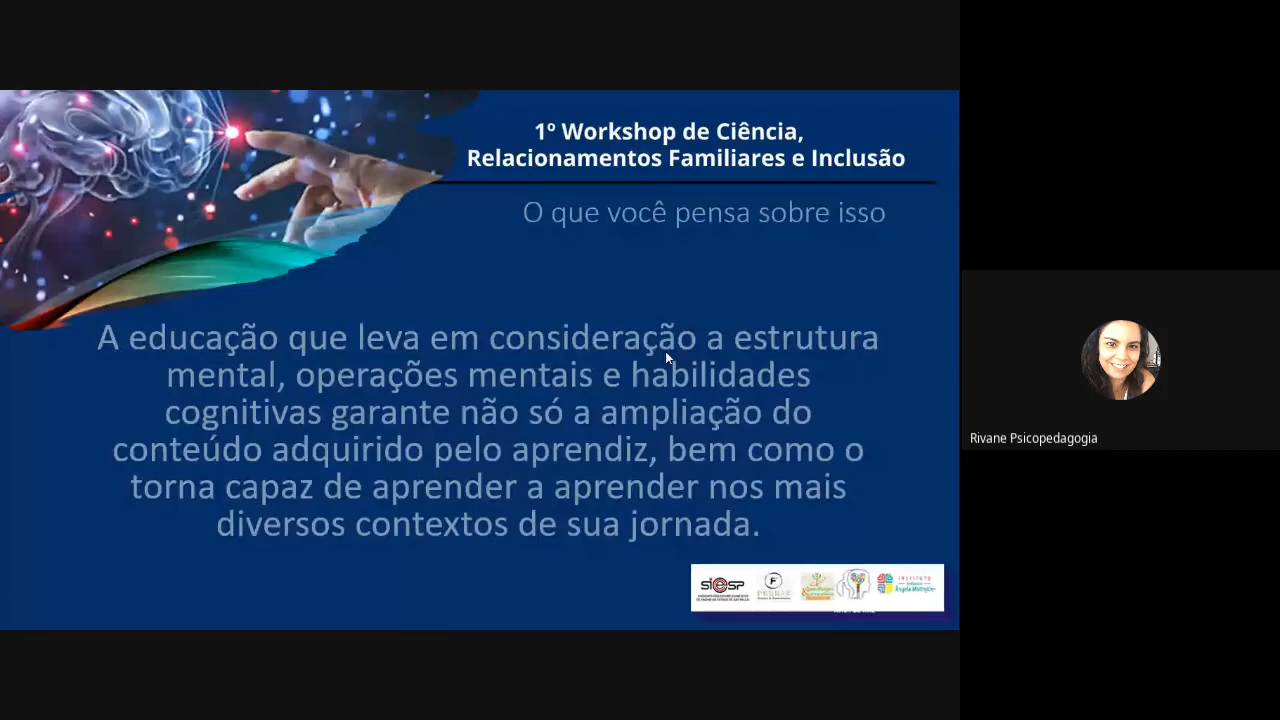 1º Workshop de Ciência,
Relacionamentos Familiares e Inclusão
O que você pensa sobre isso
A educação que leva em consideração a estrutura
mental, operações mentais e habilidades
cognitivas garante não só a ampliação do
conteúdo adquirido pelo aprendiz, bem como o
torna capaz de aprender a aprender nos mais
diversos contextos de sua jornada.
SIESP
INSTITUTO
Rivane Psicopedagogia